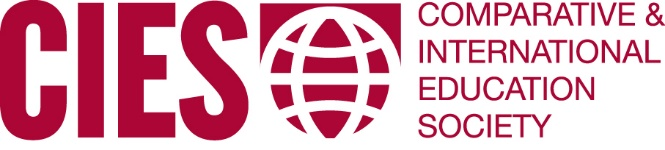 CIES
COMPARATIVE &
INTERNATIONAL
EDUCATION
SOCIETY